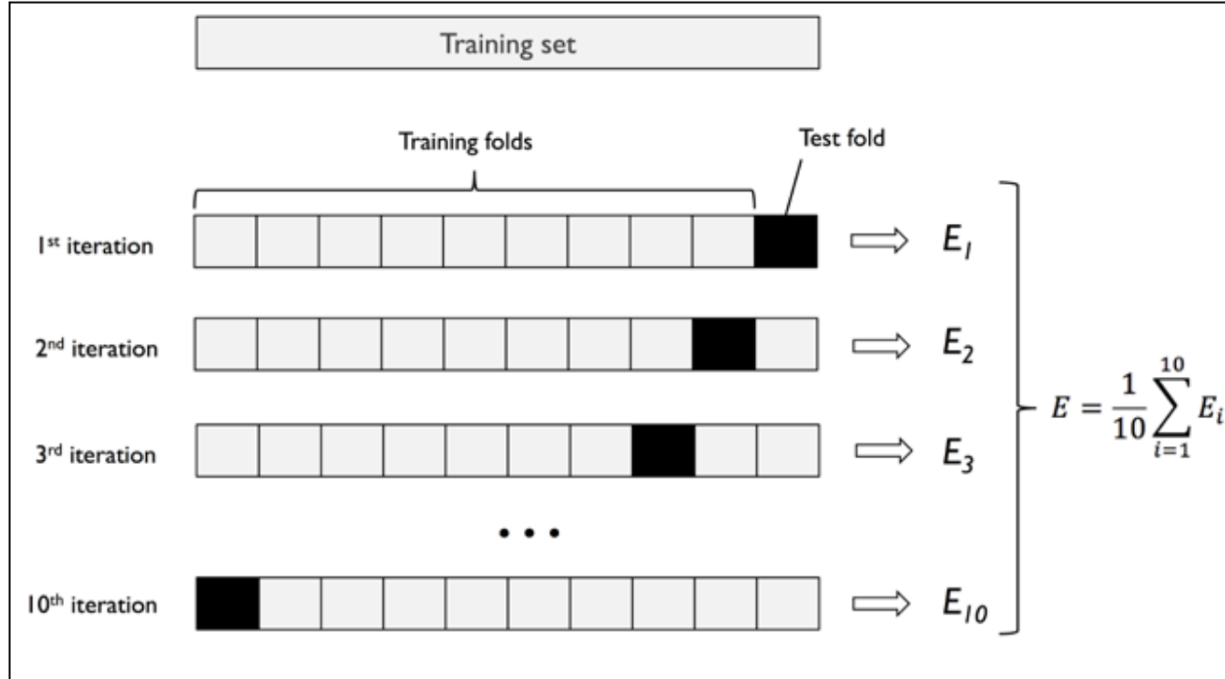 Training set
Training folds
Test fold
1st iteration
E1
2nd iteration
E2
3rd iteration
E3
• • •
10th iteration
E10
E = 1/10 ∑_{i=1}^{10} E_i